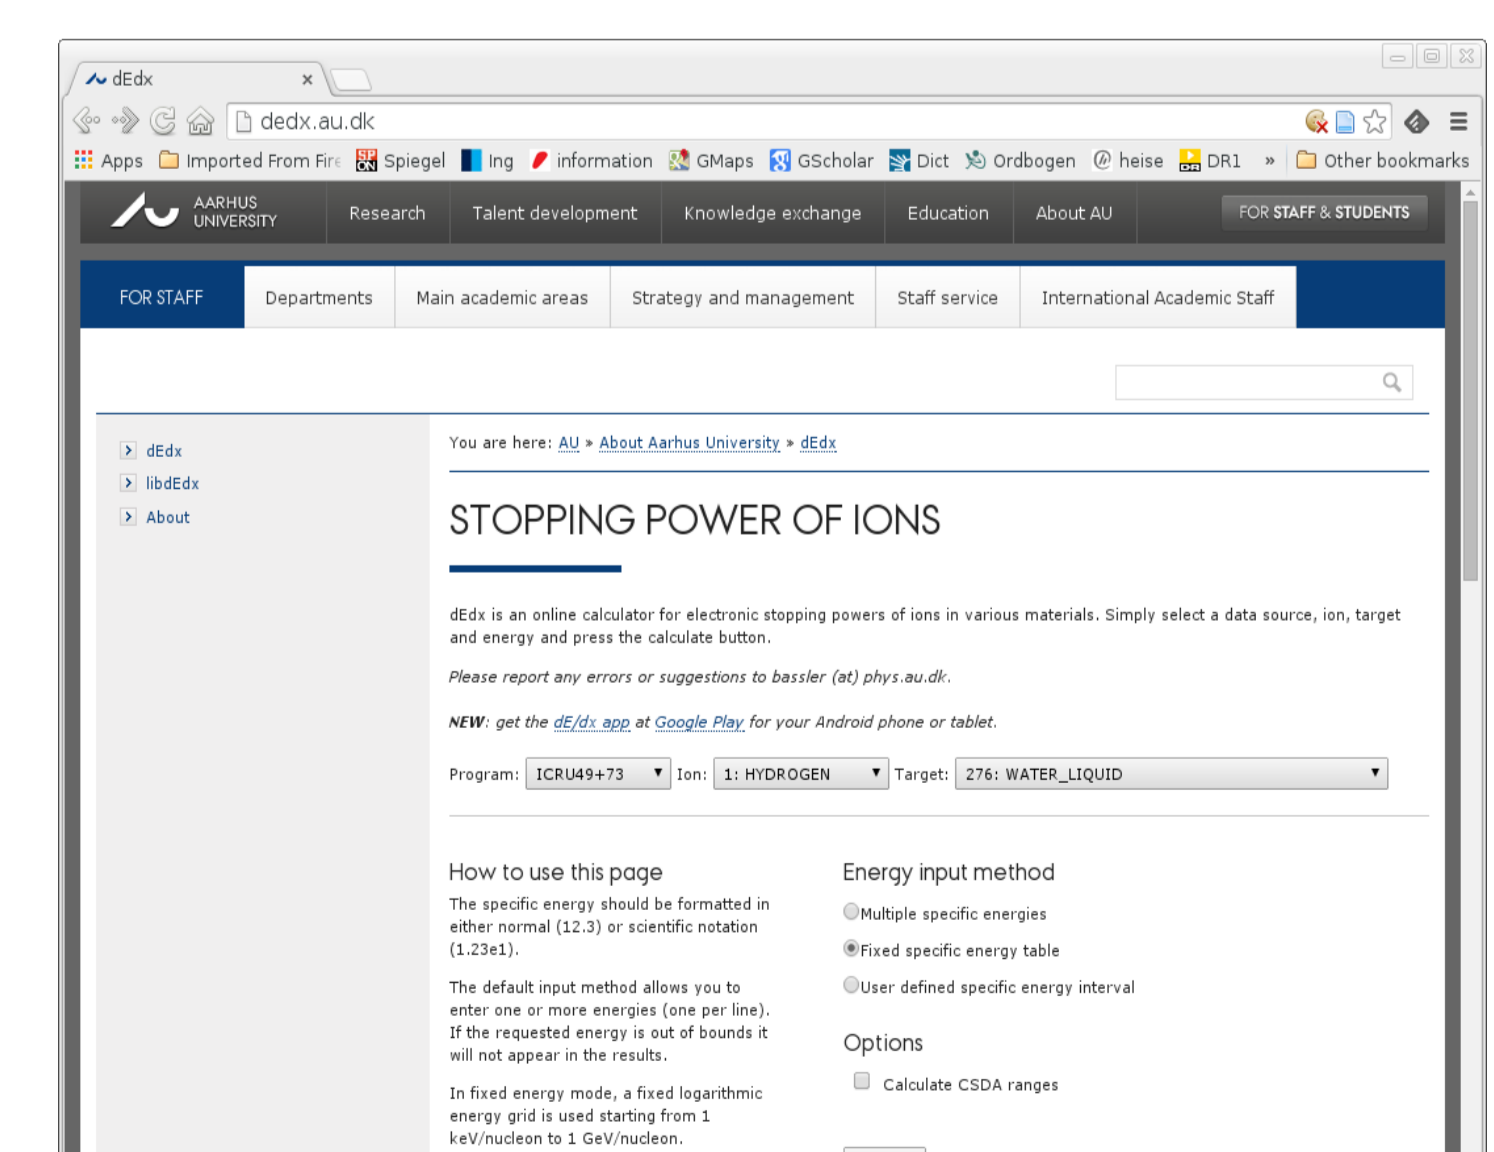 dEdx
dedx.au.dk
Apps Imported From Fire Spiegel Ing information GMaps GScholar Dict Ordbogen heise DR1 » Other bookmarks
AARHUS
UNIVERSITY
Research Talent development Knowledge exchange Education About AU FOR STAFF & STUDENTS
FOR STAFF Departments Main academic areas Strategy and management Staff service International Academic Staff
dEdx
libdEdx
About
You are here: AU » About Aarhus University » dEdx
STOPPING POWER OF IONS
dEdx is an online calculator for electronic stopping powers of ions in various materials. Simply select a data source, ion, target
and energy and press the calculate button.
Please report any errors or suggestions to bassler (at) phys.au.dk.
NEW: get the dE/dx app at Google Play for your Android phone or tablet.
Program: ICRU49+73 Ion: 1: HYDROGEN Target: 276: WATER_LIQUID
How to use this page
The specific energy should be formatted in
either normal (12.3) or scientific notation
(1.23e1).
The default input method allows you to
enter one or more energies (one per line).
If the requested energy is out of bounds it
will not appear in the results.
In fixed energy mode, a fixed logarithmic
energy grid is used starting from 1
keV/nucleon to 1 GeV/nucleon.
Energy input method
Multiple specific energies
Fixed specific energy table
User defined specific energy interval
Options
Calculate CSDA ranges